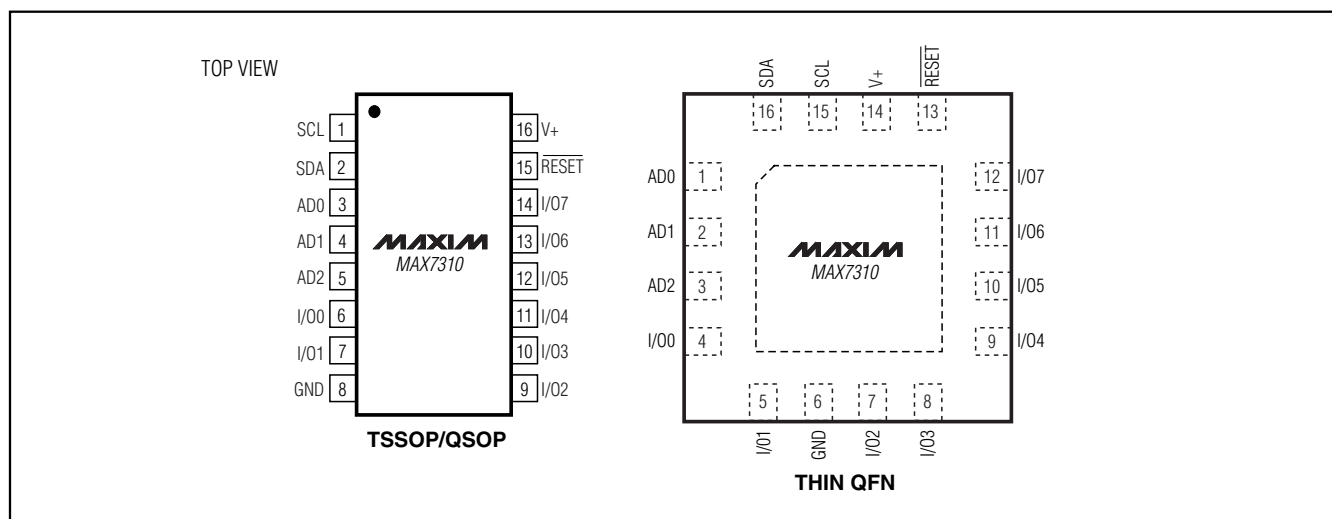 TOP VIEW
SCL 1
SDA 2
AD0 3
AD1 4
AD2 5
I/O0 6
I/O1 7
GND 8
16 V+
15 RESET
14 I/O7
13 I/O6
12 I/O5
11 I/O4
10 I/O3
9 I/O2
MAXIM
MAX7310
TSSOP/QSOP
SDA SCL V+ RESET
16 15 14 13
AD0 1
AD1 2
AD2 3
I/O0 4
12 I/O7
11 I/O6
10 I/O5
9 I/O4
MAXIM
MAX7310
5 6 7 8
I/O1 GND I/O2 I/O3
THIN QFN